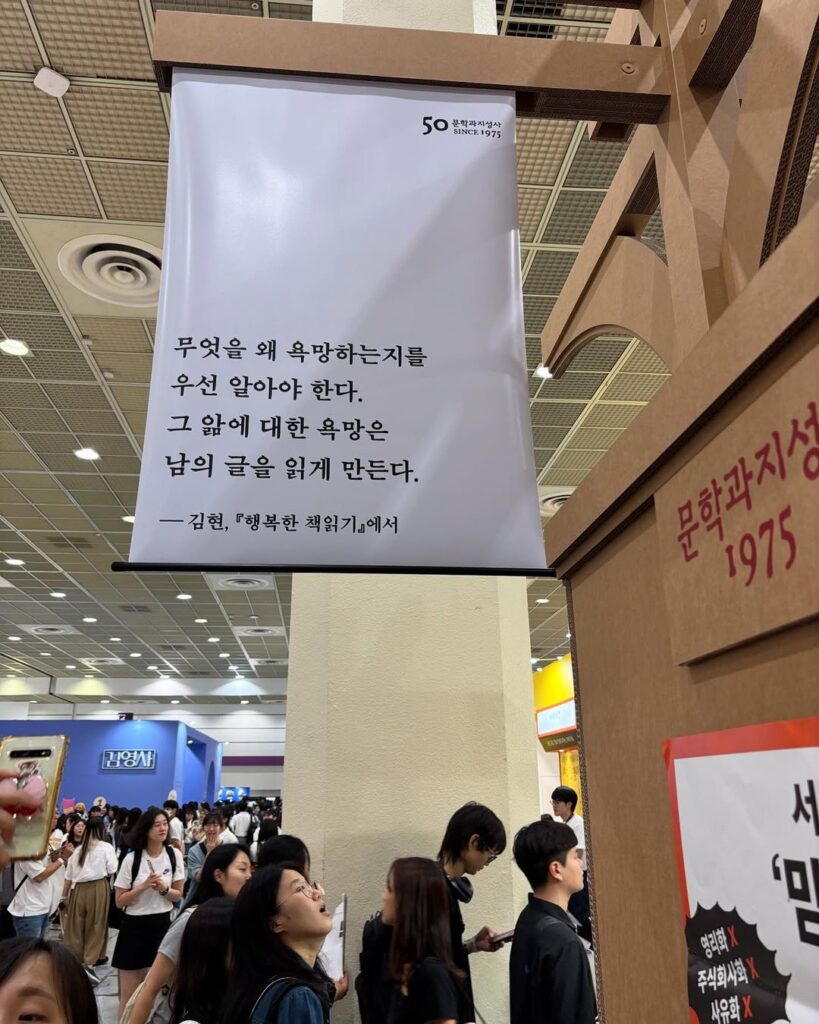 50 문학과지성사
SINCE 1975
무엇을 왜 욕망하는지를
우선 알아야 한다.
그 앎에 대한 욕망은
남의 글을 읽게 만든다.
— 김현, 『행복한 책읽기』에서
문학과지성
1975
김영사
서
‘맘
영리화 X
주식회사화 X
사유화 X